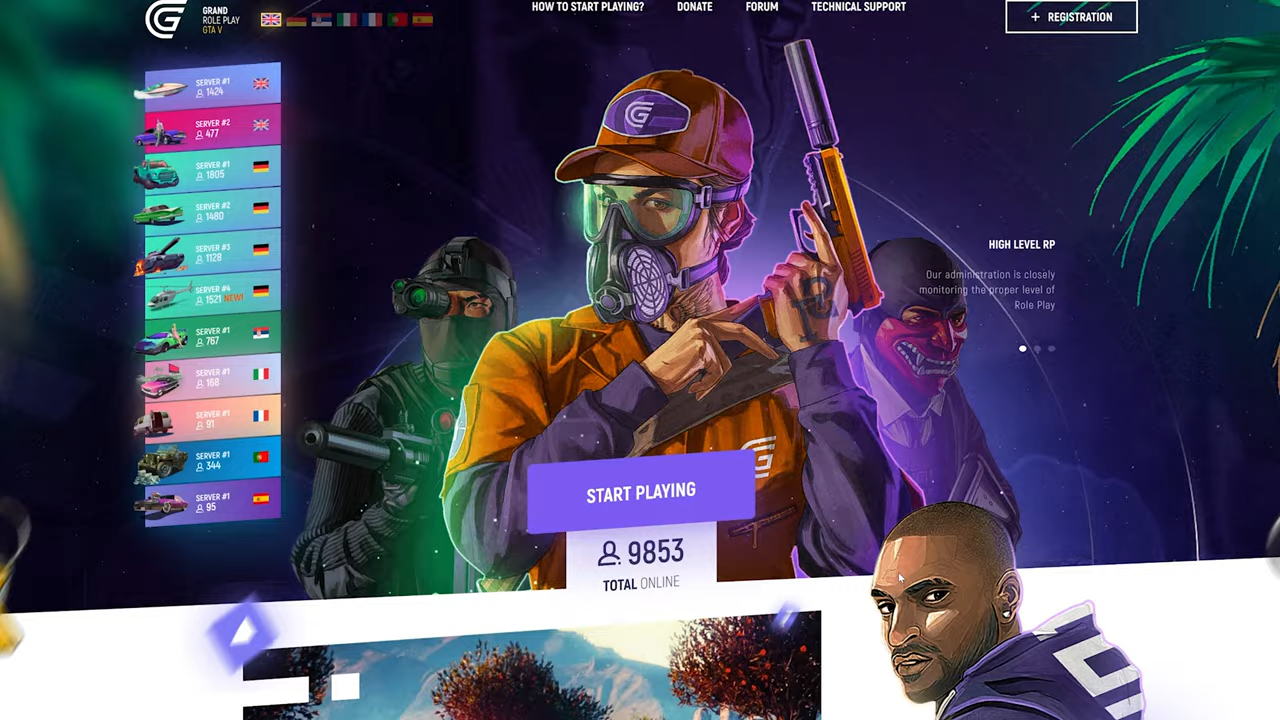 GRAND
ROLE PLAY
GTA V
HOW TO START PLAYING?
DONATE
FORUM
TECHNICAL SUPPORT
+ REGISTRATION
SERVER #1
1424
SERVER #2
477
SERVER #1
1805
SERVER #2
1480
SERVER #3
1128
SERVER #4
1521 NEW!
SERVER #1
767
SERVER #1
168
SERVER #1
91
SERVER #1
344
SERVER #1
95
HIGH LEVEL RP
Our administration is closely
monitoring the proper level of
Role Play
START PLAYING
9853
TOTAL ONLINE